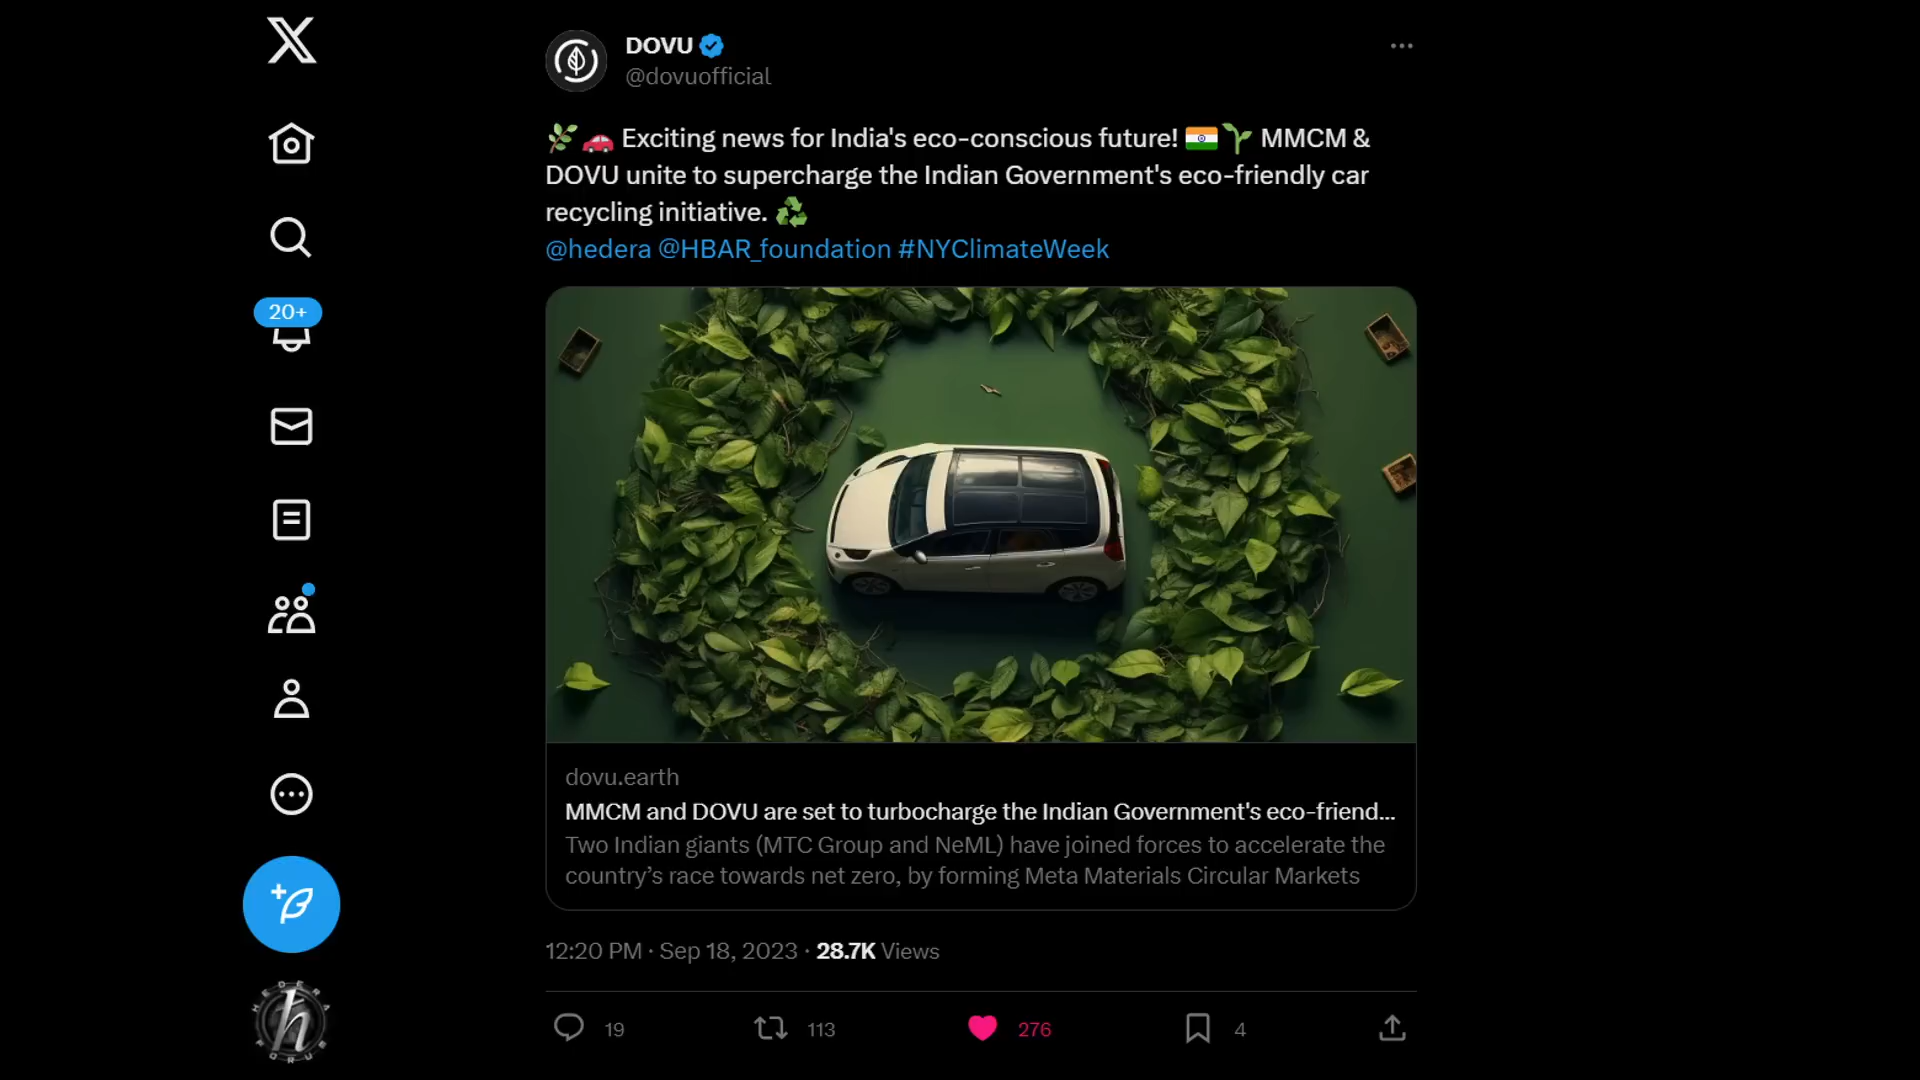 DOVU
@dovuofficial
Exciting news for India's eco-conscious future! MMCM &
DOVU unite to supercharge the Indian Government's eco-friendly car
recycling initiative.
@hedera @HBAR_foundation #NYClimateWeek
20+
dovu.earth
MMCM and DOVU are set to turbocharge the Indian Government's eco-friend...
Two Indian giants (MTC Group and NeML) have joined forces to accelerate the
country’s race towards net zero, by forming Meta Materials Circular Markets
12:20 PM · Sep 18, 2023 · 28.7K Views
19 113 276 4
HEDERA
FORUM